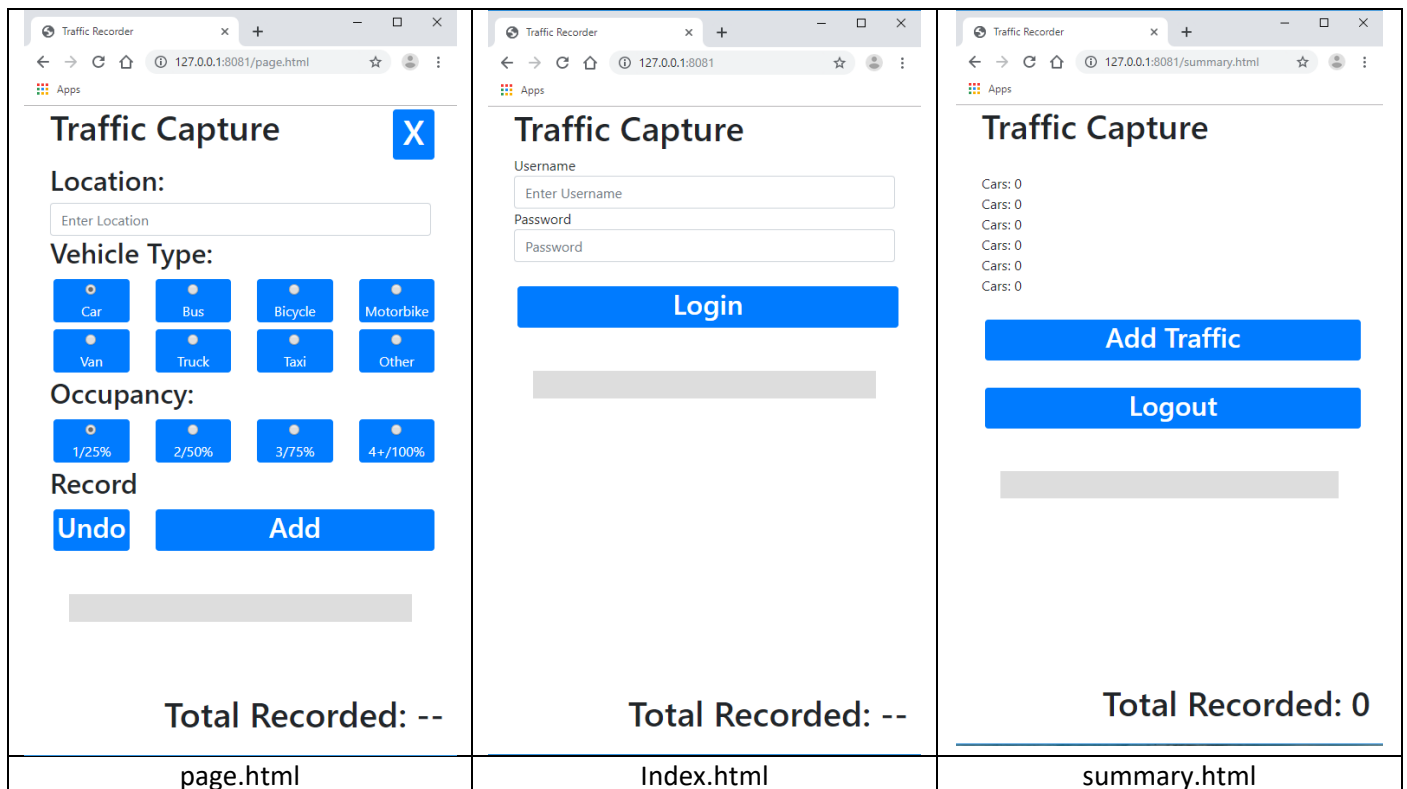 Traffic Recorder
127.0.0.1:8081/page.html
Apps
Traffic Capture
X
Location:
Enter Location
Vehicle Type:
Car Bus Bicycle Motorbike
Van Truck Taxi Other
Occupancy:
1/25% 2/50% 3/75% 4+/100%
Record
Undo Add
Total Recorded: --
page.html
Traffic Recorder
127.0.0.1:8081
Apps
Traffic Capture
Username
Enter Username
Password
Password
Login
Total Recorded: --
Index.html
Traffic Recorder
127.0.0.1:8081/summary.html
Apps
Traffic Capture
Cars: 0
Cars: 0
Cars: 0
Cars: 0
Cars: 0
Cars: 0
Add Traffic
Logout
Total Recorded: 0
summary.html